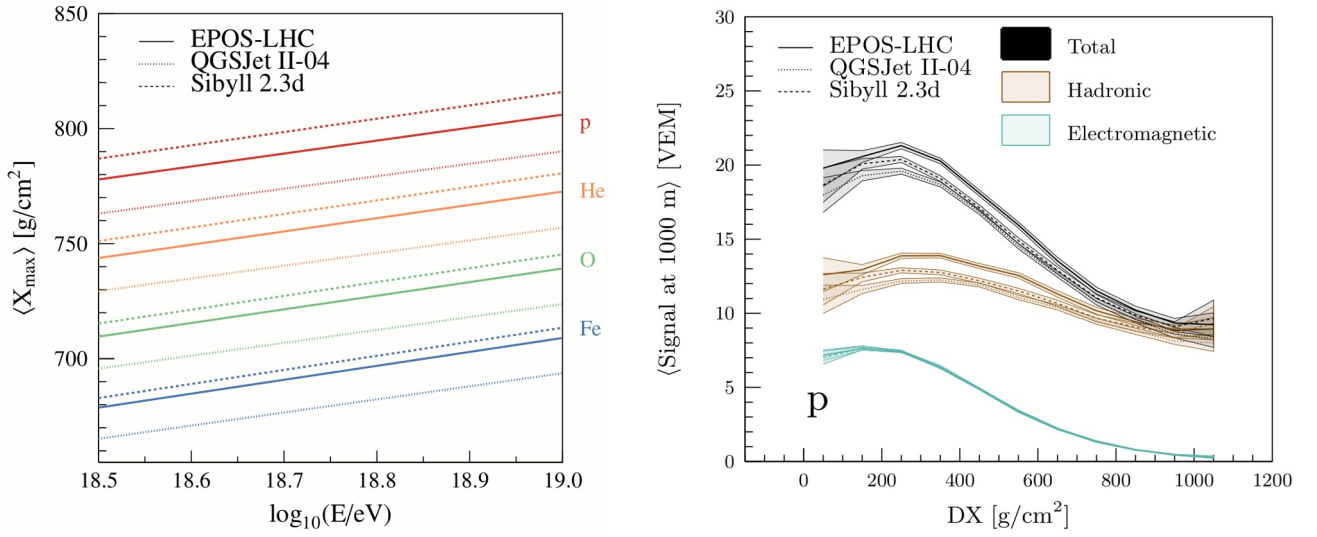 850
800
750
700
⟨X_max⟩ [g/cm²]
EPOS-LHC
QGSJet II-04
Sibyll 2.3d
p
He
O
Fe
18.5 18.6 18.7 18.8 18.9 19.0
log₁₀(E/eV)
30
25
20
15
10
5
0
⟨Signal at 1000 m⟩ [VEM]
EPOS-LHC
QGSJet II-04
Sibyll 2.3d
Total
Hadronic
Electromagnetic
p
0 200 400 600 800 1000 1200
DX [g/cm²]